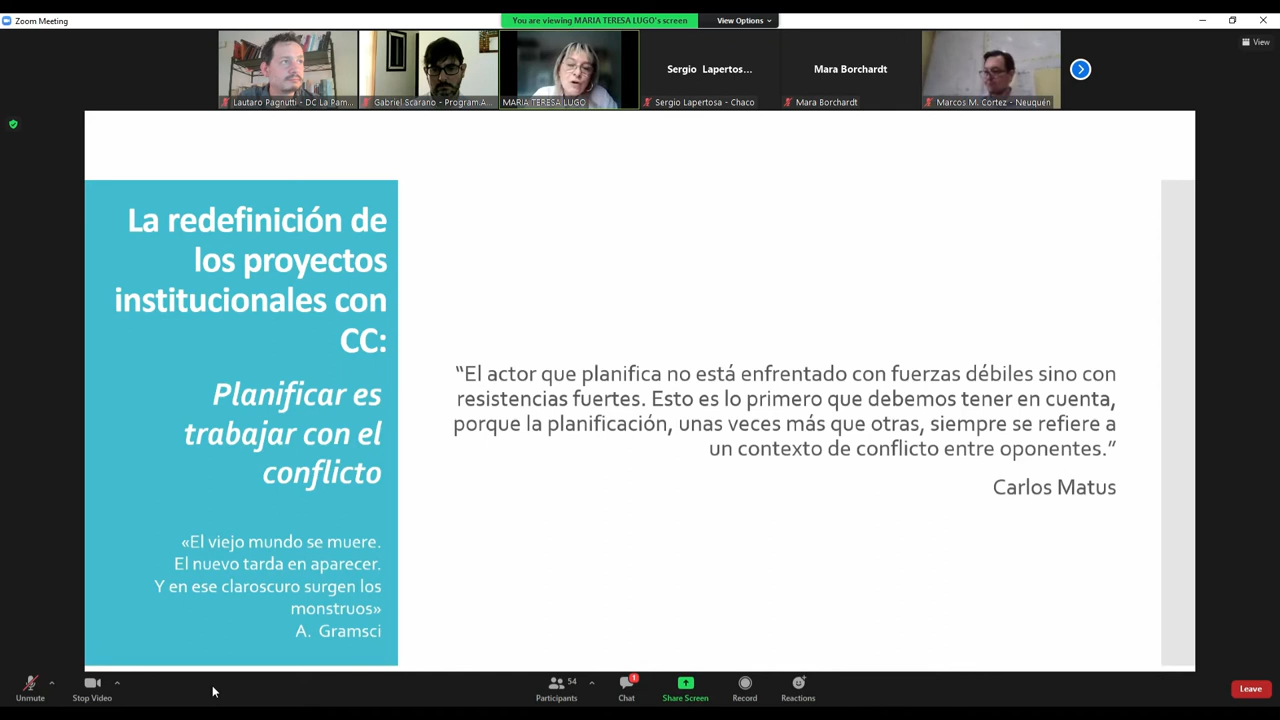 Zoom Meeting
You are viewing MARIA TERESA LUGO's screen
View Options
View
Sergio Lapertos...
Mara Borchardt
Lautaro Pagnutti - DC La Pam...
Gabriel Scarano - Program.A...
MARIA TERESA LUGO
Sergio Lapertosa - Chaco
Mara Borchardt
Marcos M. Cortez - Neuquén
La redefinición de
los proyectos
institucionales con
CC:
Planificar es
trabajar con el
conflicto
«El viejo mundo se muere.
El nuevo tarda en aparecer.
Y en ese claroscuro surgen los
monstruos»
A. Gramsci
“El actor que planifica no está enfrentado con fuerzas débiles sino con
resistencias fuertes. Esto es lo primero que debemos tener en cuenta,
porque la planificación, unas veces más que otras, siempre se refiere a
un contexto de conflicto entre oponentes.”
Carlos Matus
Unmute
Stop Video
54
Participants
1
Chat
Share Screen
Record
Reactions
Leave